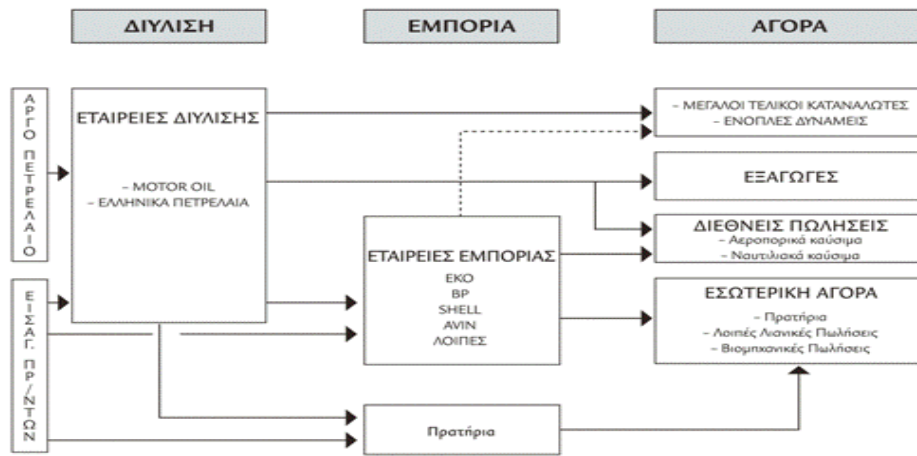 ΔΙΥΛΙΣΗ
ΕΜΠΟΡΙΑ
ΑΓΟΡΑ
ΑΡΓΟ ΠΕΤΡΕΛΑΙΟ
ΕΤΑΙΡΕΙΕΣ ΔΙΥΛΙΣΗΣ
– MOTOR OIL
– ΕΛΛΗΝΙΚΑ ΠΕΤΡΕΛΑΙΑ
– ΜΕΓΑΛΟΙ ΤΕΛΙΚΟΙ ΚΑΤΑΝΑΛΩΤΕΣ
– ΕΝΟΠΛΕΣ ΔΥΝΑΜΕΙΣ
ΕΞΑΓΩΓΕΣ
ΔΙΕΘΝΕΙΣ ΠΩΛΗΣΕΙΣ
– Αεροπορικά καύσιμα
– Ναυτιλιακά καύσιμα
ΕΤΑΙΡΕΙΕΣ ΕΜΠΟΡΙΑΣ
ΕΚΟ
BP
SHELL
AVIN
ΛΟΙΠΕΣ
ΕΙΣΑΓ. ΠΡ/ΝΤΩΝ
ΕΣΩΤΕΡΙΚΗ ΑΓΟΡΑ
– Πρατήρια
– Λοιπές Λιανικές Πωλήσεις
– Βιομηχανικές Πωλήσεις
Πρατήρια